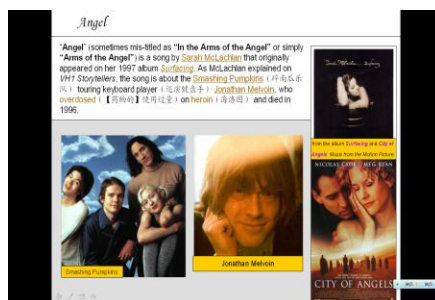 Angel
"Angel" (sometimes mis-titled as "In the Arms of the Angel" or simply
"Arms of the Angel") is a song by Sarah McLachlan that originally
appeared on her 1997 album Surfacing. As McLachlan explained on
VH1 Storytellers, the song is about the Smashing Pumpkins (碎南瓜乐
队) touring keyboard player (巡演键盘手) Jonathan Melvoin, who
overdosed (【药物的】使用过量) on heroin (海洛因) and died in
1996.
from the album Surfacing and City of
Angels: Music from the Motion Picture
NICOLAS CAGE MEG RYAN
CITY OF ANGELS
Smashing Pumpkins
Jonathan Melvoin